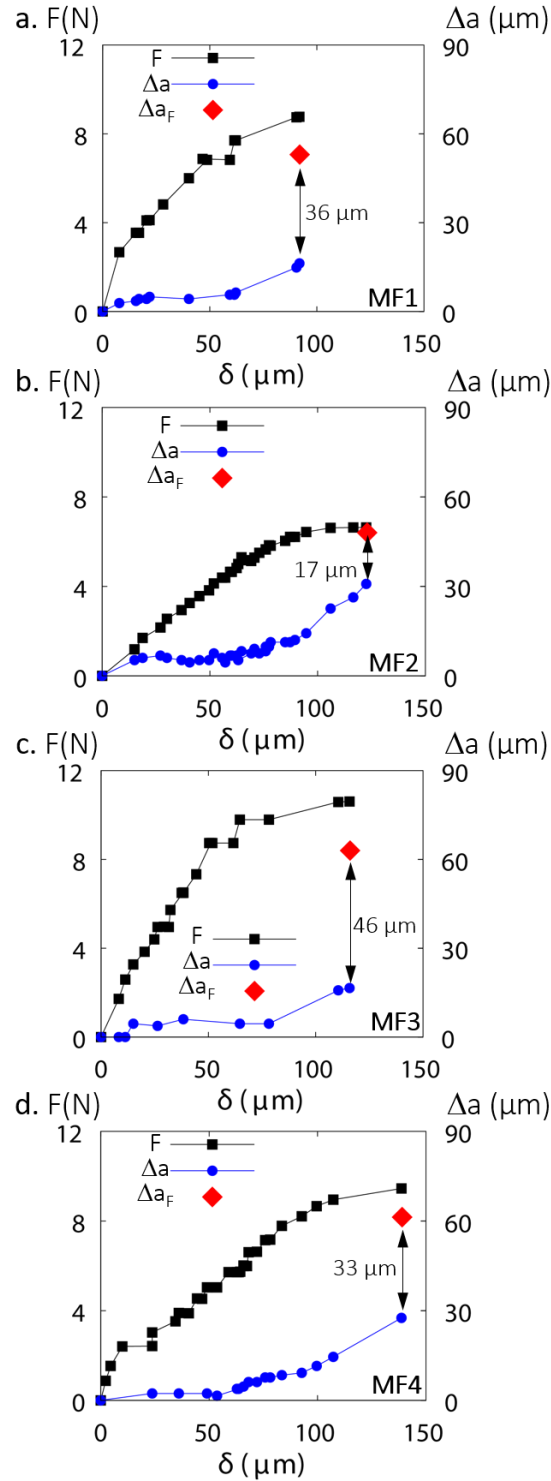 a. F(N) Δa (μm)
12 90
F
Δa
Δa_F
8 60
36 μm
4 30
MF1
0 0
0 50 100 150
δ (μm)
b. F(N) Δa (μm)
12 90
F
Δa
Δa_F
8 60
17 μm
4 30
MF2
0 0
0 50 100 150
δ (μm)
c. F(N) Δa (μm)
12 90
8 60
46 μm
F
4 30
Δa
Δa_F
MF3
0 0
0 50 100 150
δ (μm)
d. F(N) Δa (μm)
12 90
F
Δa
Δa_F
8 60
33 μm
4 30
MF4
0 0
0 50 100 150
δ (μm)